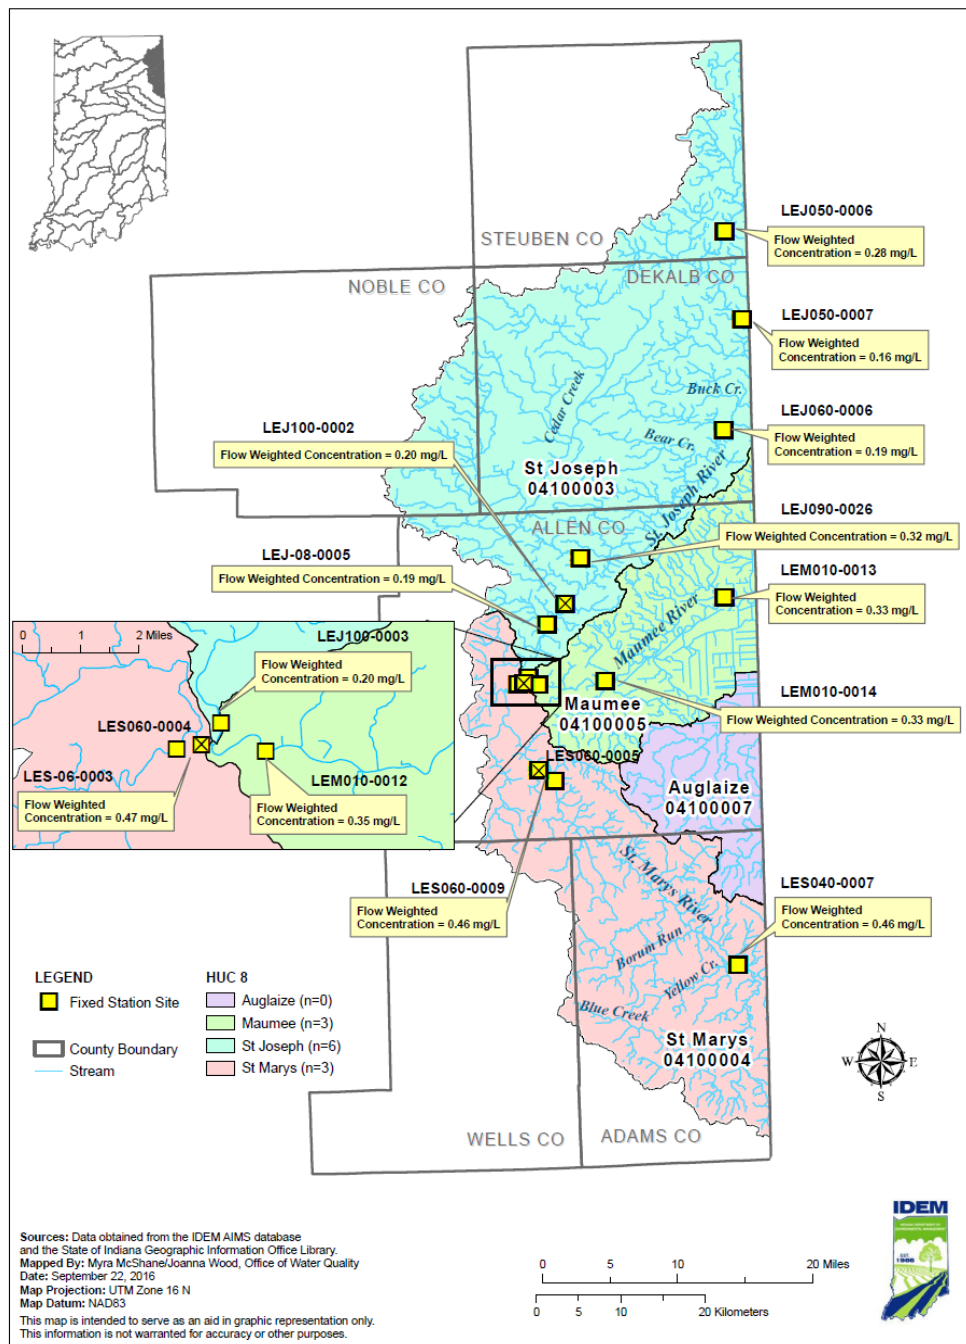 LEJ050-0006
Flow Weighted
Concentration = 0.28 mg/L
STEUBEN CO
NOBLE CO
DEKALB CO
LEJ050-0007
Flow Weighted
Concentration = 0.16 mg/L
Buck Cr.
Cedar Creek
LEJ100-0002
Flow Weighted Concentration = 0.20 mg/L
Bear Cr.
LEJ060-0006
Flow Weighted
Concentration = 0.19 mg/L
St Joseph
04100003
St. Joseph River
LEJ090-0026
Flow Weighted Concentration = 0.32 mg/L
ALLEN CO
LEJ-08-0005
Flow Weighted Concentration = 0.19 mg/L
LEM010-0013
Flow Weighted
Concentration = 0.33 mg/L
Maumee River
0 1 2 Miles
LEJ100-0003
Flow Weighted
Concentration = 0.20 mg/L
LES060-0004
LES-06-0003
Flow Weighted
Concentration = 0.47 mg/L
LEM010-0012
Flow Weighted
Concentration = 0.35 mg/L
LEM010-0014
Flow Weighted Concentration = 0.33 mg/L
Maumee
04100005
LES060-0005
Auglaize
04100007
LES060-0009
Flow Weighted
Concentration = 0.46 mg/L
St. Marys River
LES040-0007
Flow Weighted
Concentration = 0.46 mg/L
Borum Run
Yellow Cr.
Blue Creek
St Marys
04100004
LEGEND
Fixed Station Site
County Boundary
Stream
HUC 8
Auglaize (n=0)
Maumee (n=3)
St Joseph (n=6)
St Marys (n=3)
N
W E
S
WELLS CO
ADAMS CO
Sources: Data obtained from the IDEM AIMS database
and the State of Indiana Geographic Information Office Library.
Mapped By: Myra McShane/Joanna Wood, Office of Water Quality
Date: September 22, 2016
Map Projection: UTM Zone 16 N
Map Datum: NAD83
This map is intended to serve as an aid in graphic representation only.
This information is not warranted for accuracy or other purposes.
0 5 10 20 Miles
0 5 10 20 Kilometers
IDEM
EST.
1986